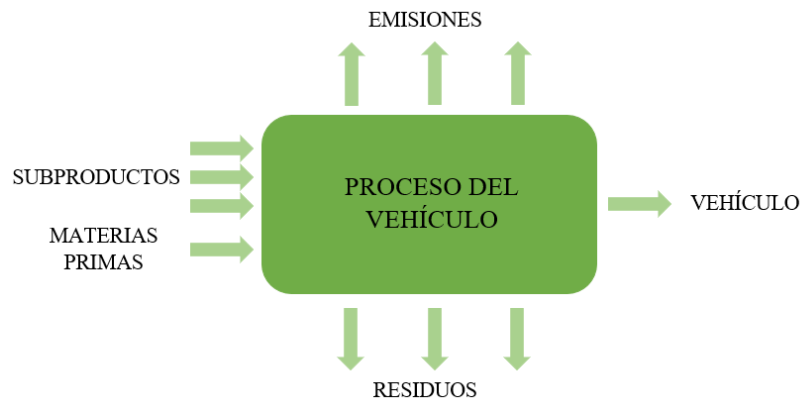 EMISIONES
SUBPRODUCTOS
MATERIAS
PRIMAS
PROCESO DEL
VEHÍCULO
VEHÍCULO
RESIDUOS